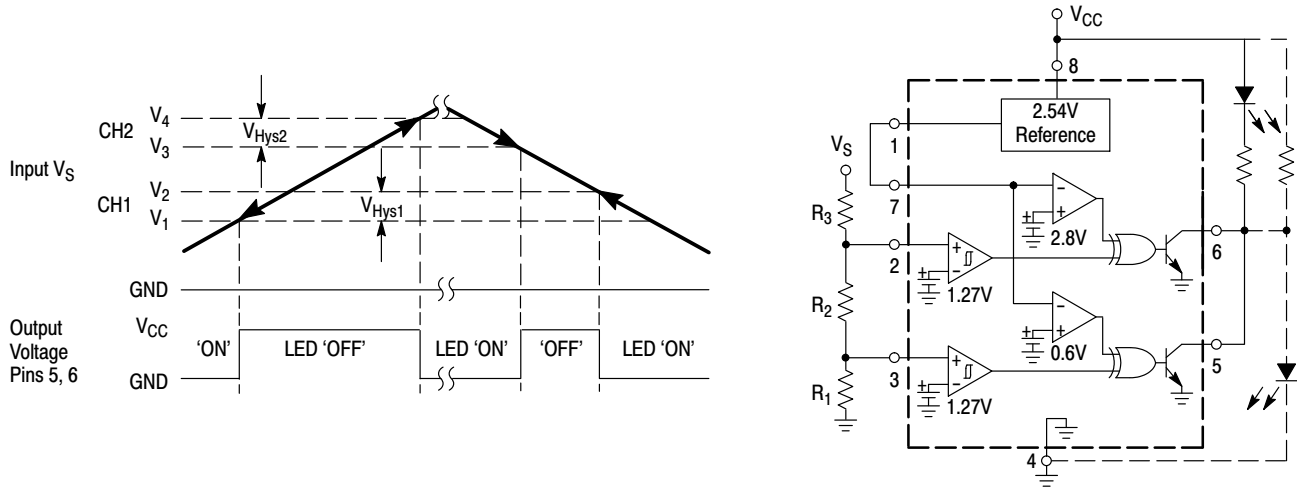 Input VS
CH2
V4
V3
VHys2
CH1
V2
V1
VHys1
GND
Output
Voltage
Pins 5, 6
VCC
GND
'ON'
LED 'OFF'
LED 'ON'
'OFF'
LED 'ON'
VCC
8
2.54V
Reference
1
VS
7
R3
2.8V
6
2
1.27V
R2
0.6V
5
3
1.27V
R1
4